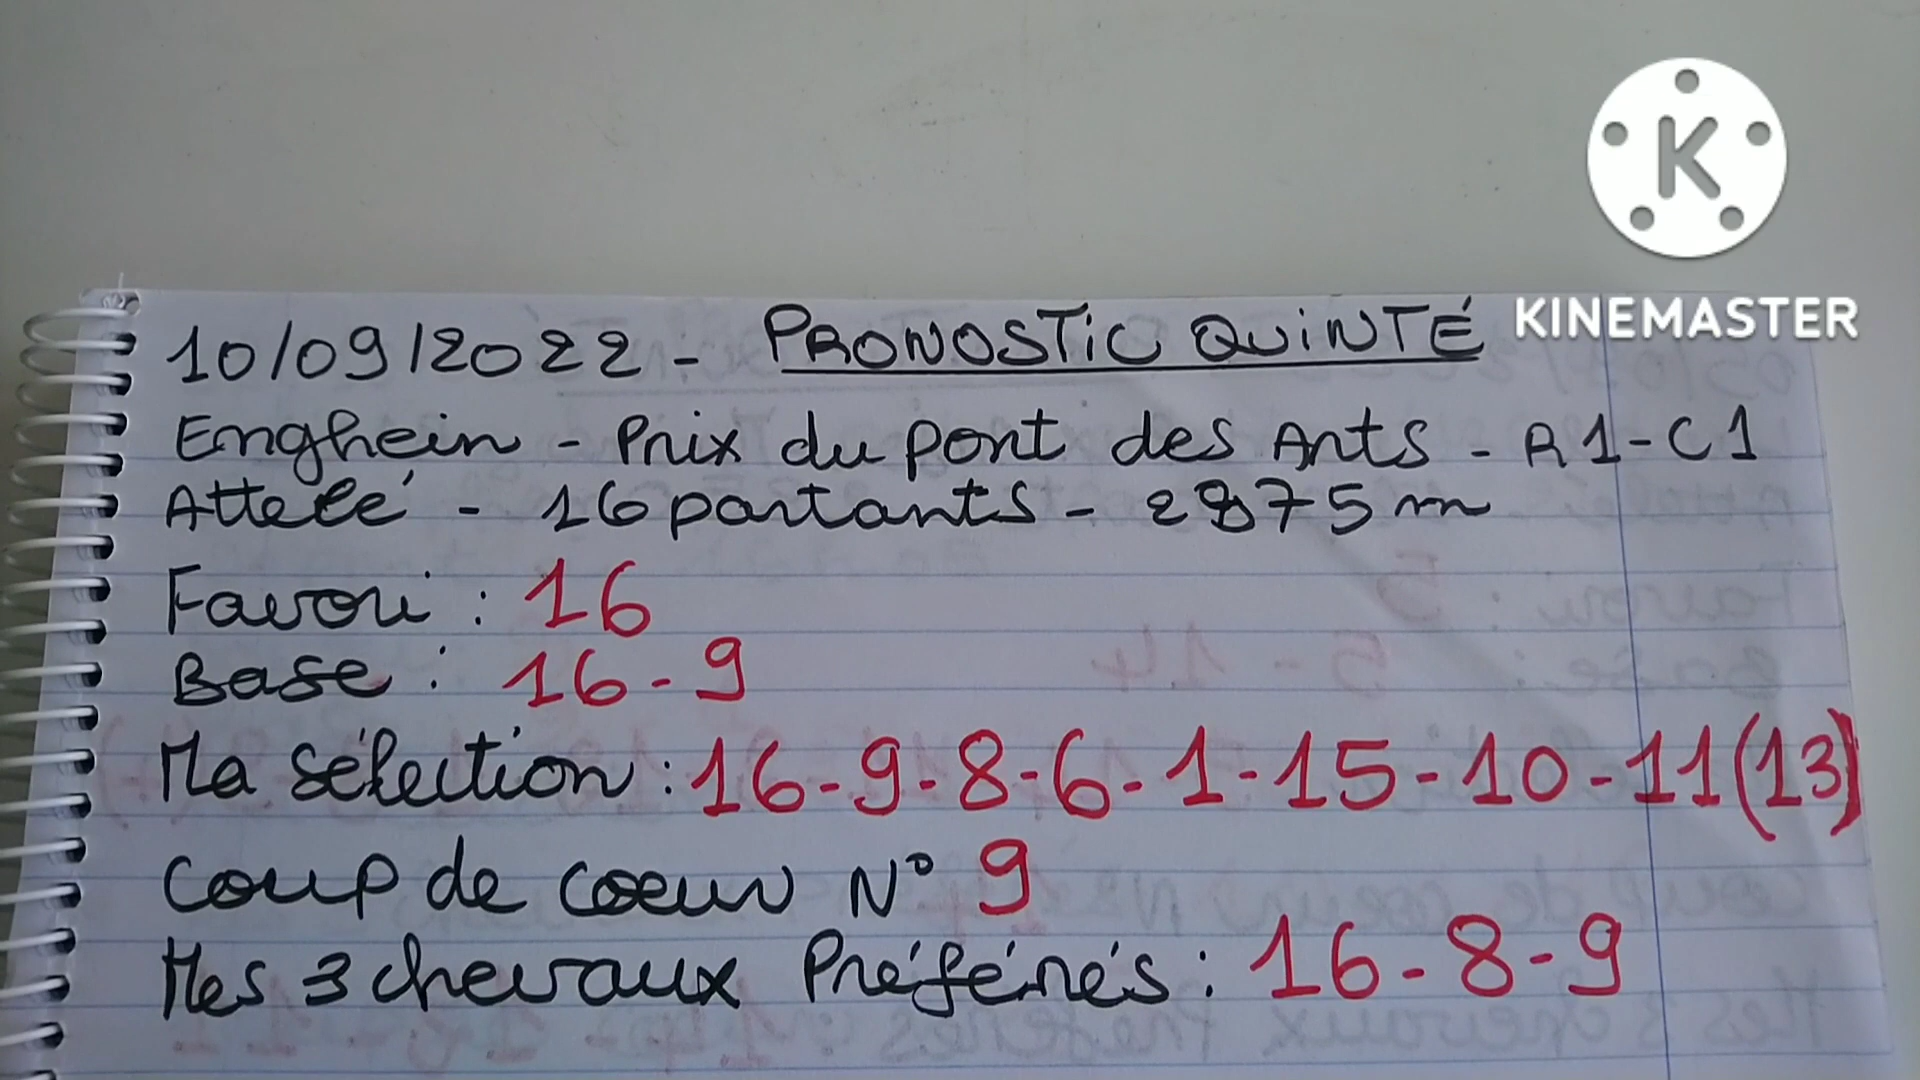 K
KINEMASTER
10/09/2022 - PRONOSTIC QUINTÉ
Enghein - Prix du pont des Arts - R1-C1
Attelé - 16 partants - 2875m
Favori : 16
Base : 16-9
Ma sélection : 16-9-8-6-1-15-10-11(13)
Coup de coeur N° 9
Mes 3 chevaux Préférés : 16-8-9